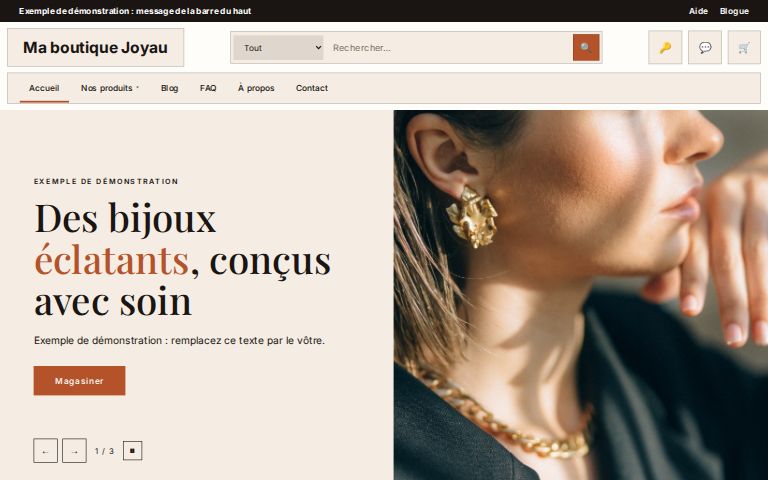 Exemple de démonstration : message de la barre du haut
Aide
Blogue
Ma boutique Joyau
Tout
Rechercher...
Accueil
Nos produits
Blog
FAQ
À propos
Contact
EXEMPLE DE DÉMONSTRATION
Des bijoux
éclatants, conçus
avec soin
Exemple de démonstration : remplacez ce texte par le vôtre.
Magasiner
← → 1 / 3